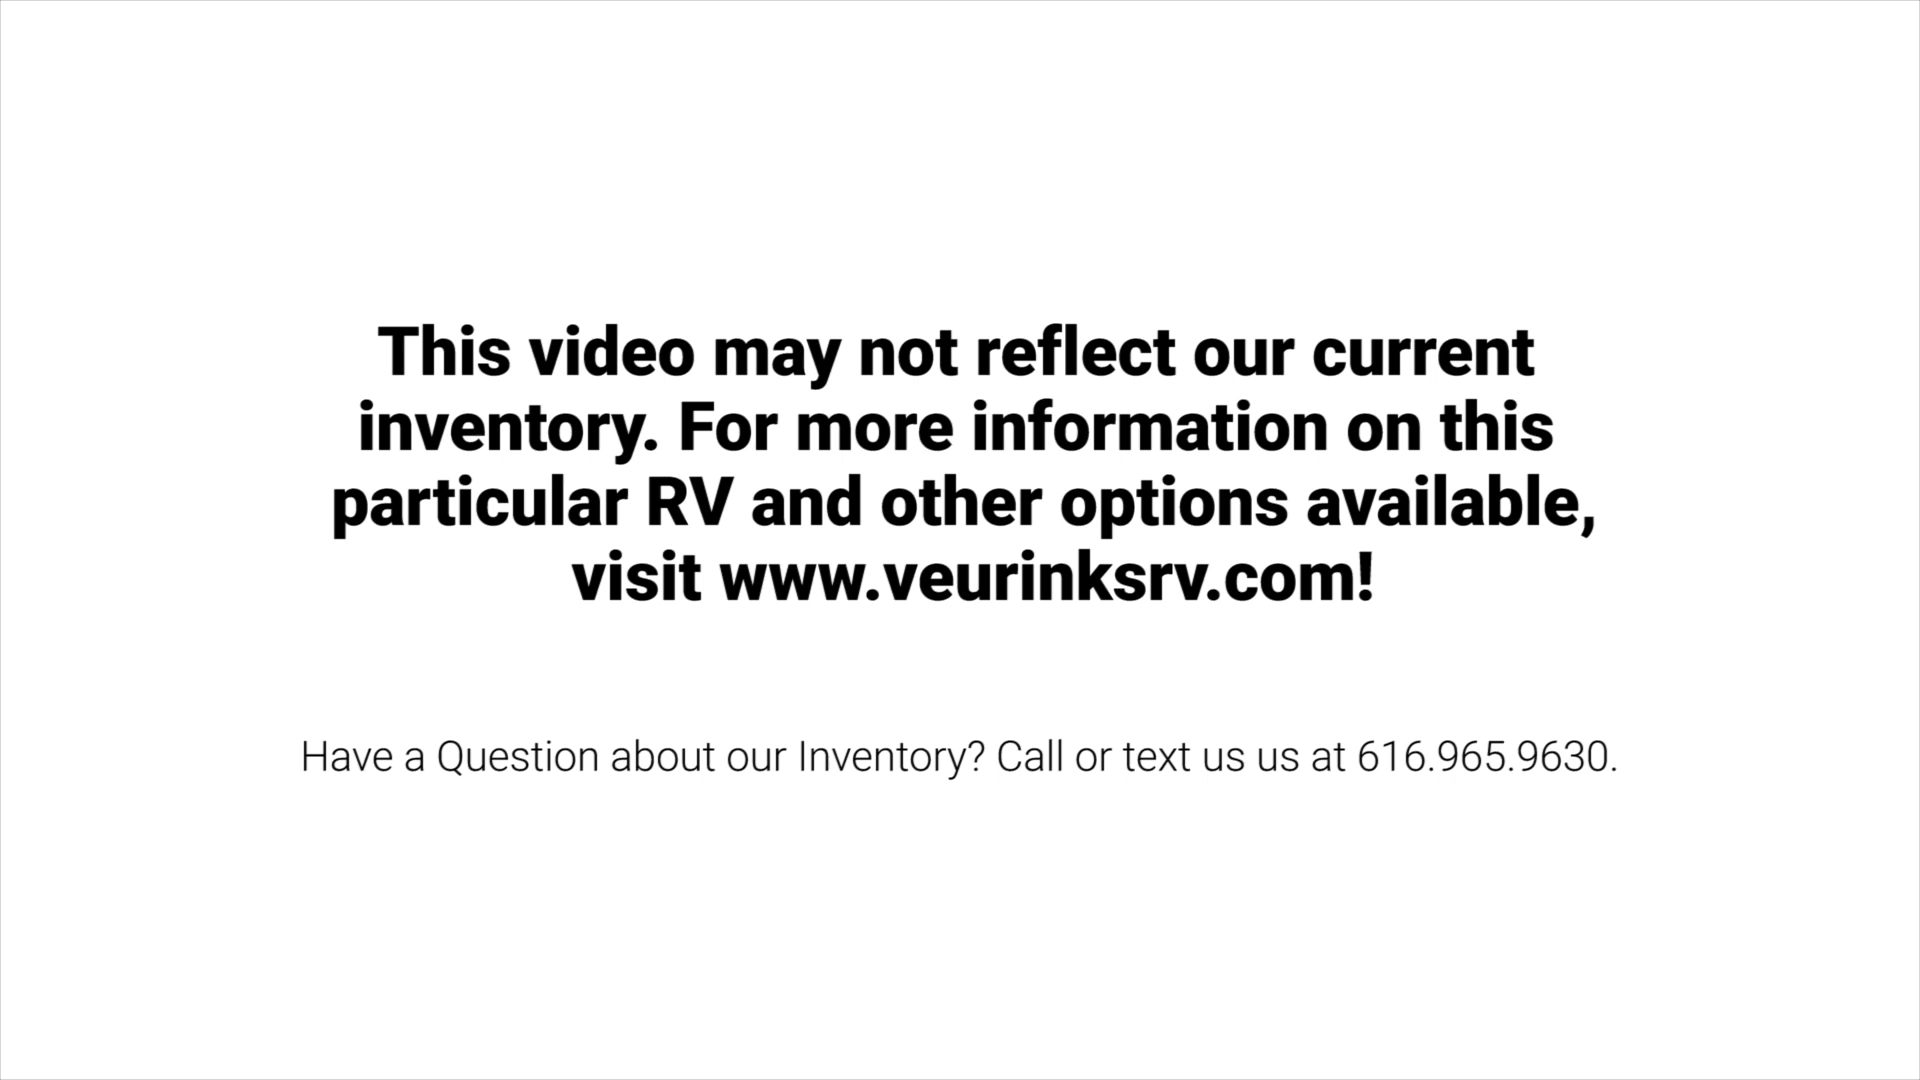 This video may not reflect our current
inventory. For more information on this
particular RV and other options available,
visit www.veurinksrv.com!
Have a Question about our Inventory? Call or text us us at 616.965.9630.